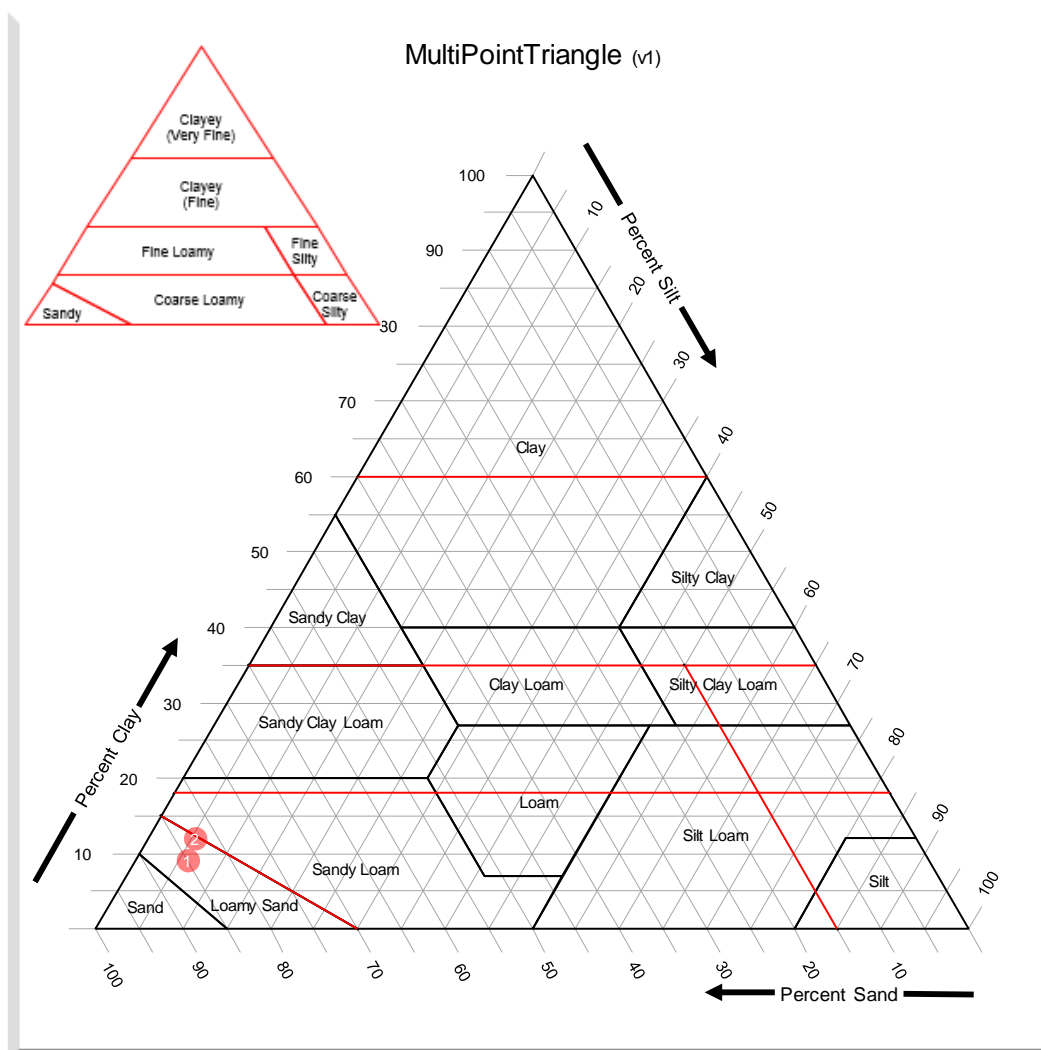 MultiPointTriangle (v1)
Clayey
(Very Fine)
Clayey
(Fine)
Fine Loamy
Fine
Silty
Coarse Loamy
Coarse
Silty
Sandy
100
90
80
70
60
50
40
30
20
10
Percent Clay
10
20
30
40
50
60
70
80
90
100
Percent Silt
Clay
Silty Clay
Sandy Clay
Clay Loam
Silty Clay Loam
Sandy Clay Loam
Loam
Silt Loam
Sandy Loam
Silt
Sand
Loamy Sand
2
1
100
90
80
70
60
50
40
30
20
10
Percent Sand